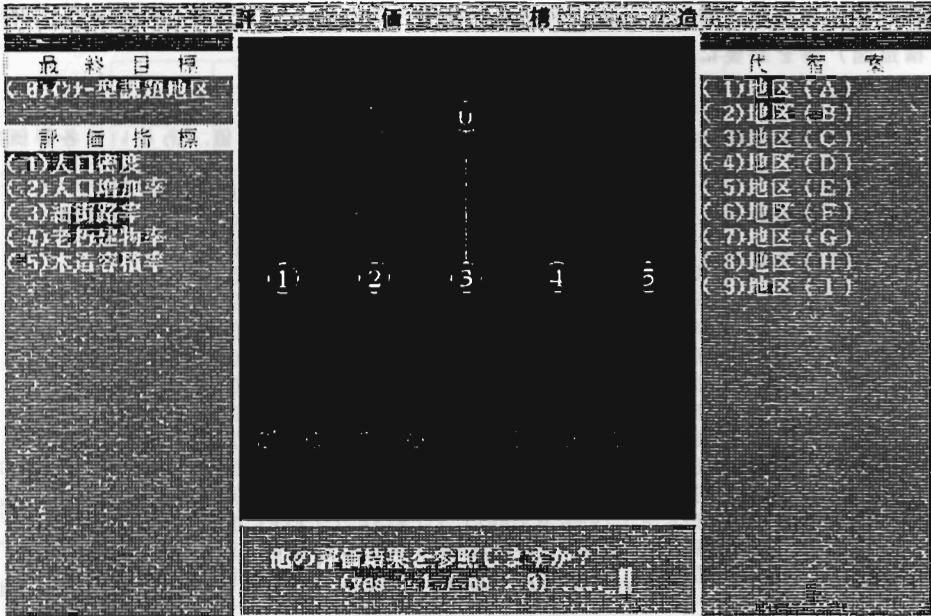 評 価 構 造
最 終 目 標
( 0)インナー型課題地区
評 価 指 標
( 1)人口密度
( 2)人口増加率
( 3)細街路率
( 4)老朽建物率
( 5)木造容積率
0
1 2 3 4 5
代 替 案
( 1)地区 ( A )
( 2)地区 ( B )
( 3)地区 ( C )
( 4)地区 ( D )
( 5)地区 ( E )
( 6)地区 ( F )
( 7)地区 ( G )
( 8)地区 ( H )
( 9)地区 ( I )
他の評価結果を参照しますか?
(yes : 1 / no : 0)